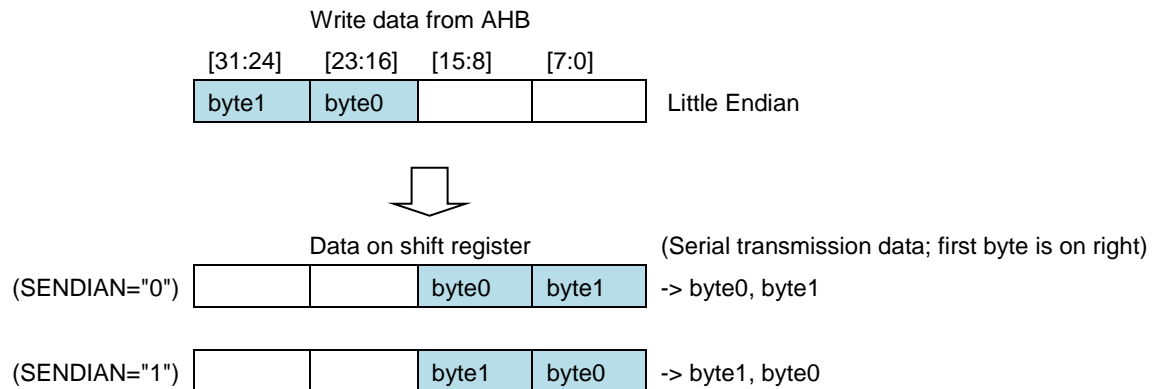 Write data from AHB
[31:24] [23:16] [15:8] [7:0]
byte1 byte0 Little Endian
Data on shift register (Serial transmission data; first byte is on right)
(SENDIAN="0") byte0 byte1 -> byte0, byte1
(SENDIAN="1") byte1 byte0 -> byte1, byte0